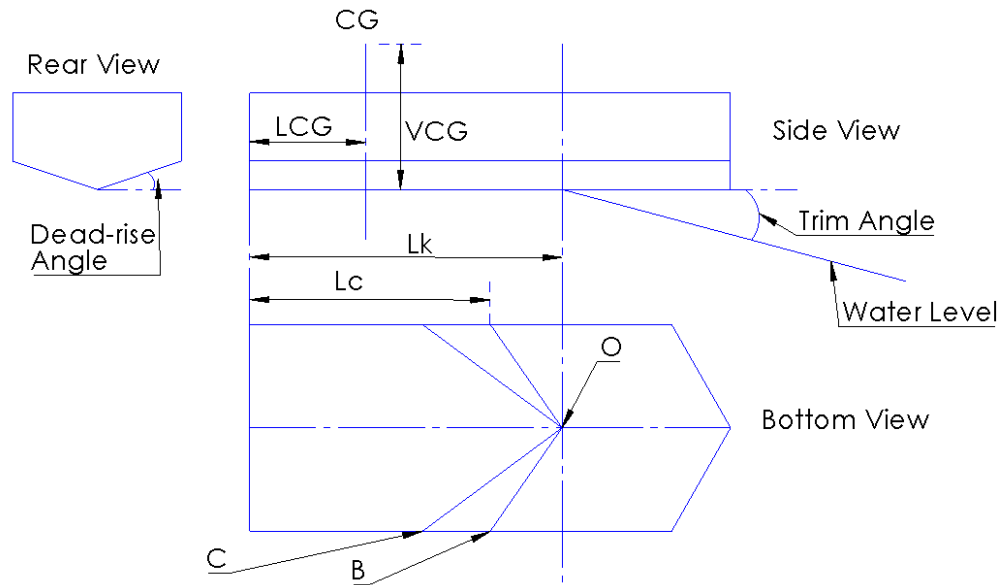 CG
Rear View
LCG
VCG
Side View
Dead-rise
Angle
Trim Angle
Lk
Lc
Water Level
O
Bottom View
C
B